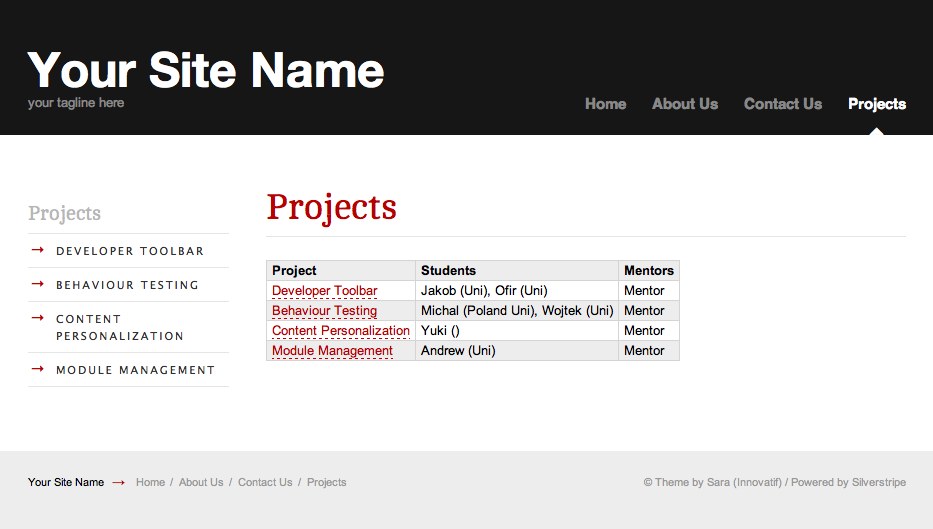 Your Site Name
your tagline here
Home About Us Contact Us Projects
Projects
→ DEVELOPER TOOLBAR
→ BEHAVIOUR TESTING
→ CONTENT
PERSONALIZATION
→ MODULE MANAGEMENT
Projects
Project Students Mentors
Developer Toolbar Jakob (Uni), Ofir (Uni) Mentor
Behaviour Testing Michal (Poland Uni), Wojtek (Uni) Mentor
Content Personalization Yuki () Mentor
Module Management Andrew (Uni) Mentor
Your Site Name → Home / About Us / Contact Us / Projects
© Theme by Sara (Innovatif) / Powered by Silverstripe